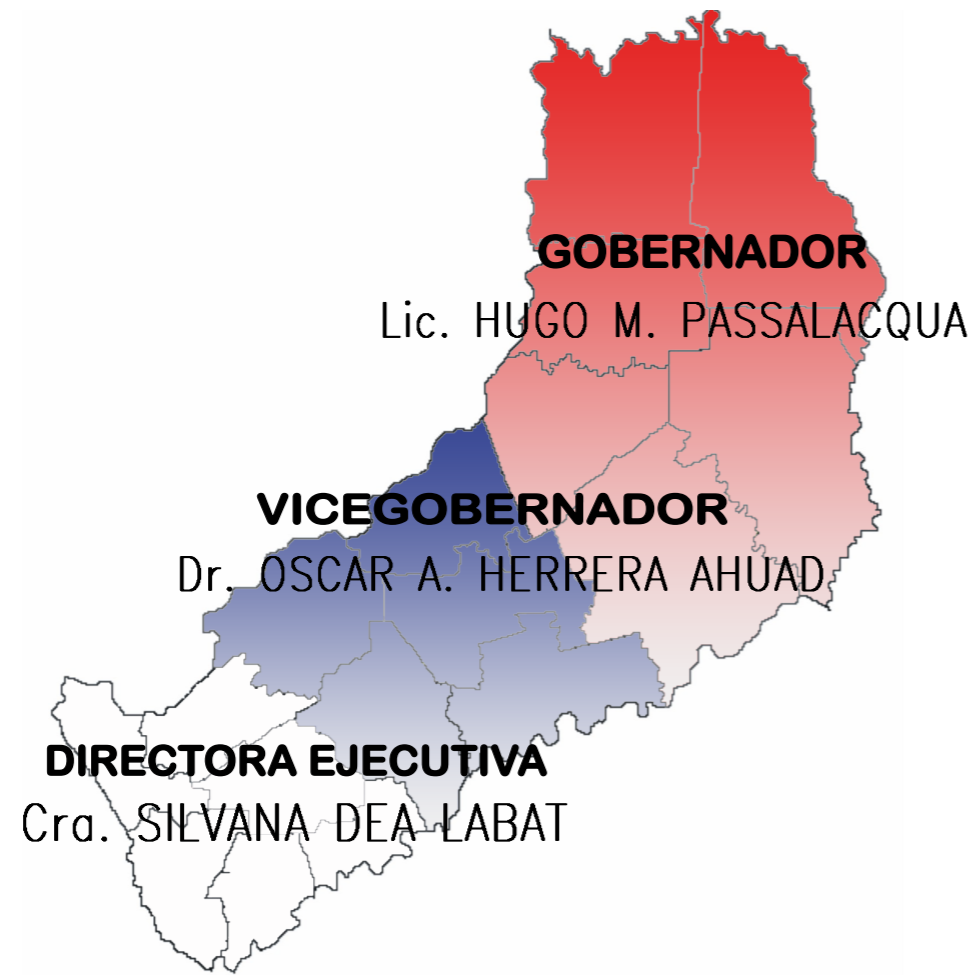 GOBERNADOR
Lic. HUGO M. PASSALACQUA
VICEGOBERNADOR
Dr. OSCAR A. HERRERA AHUAD
DIRECTORA EJECUTIVA
Cra. SILVANA DEA LABAT